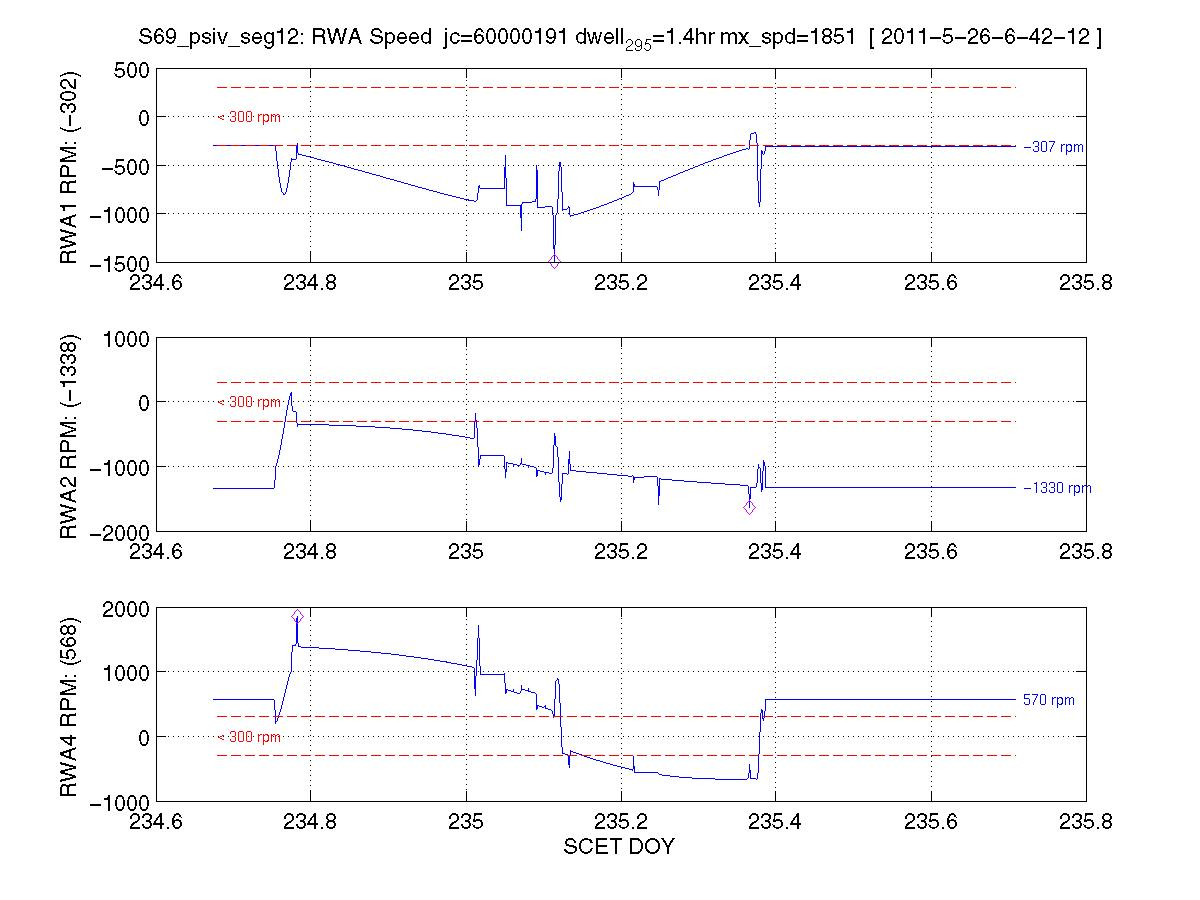 S69_psiv_seg12: RWA Speed jc=60000191 dwell295=1.4hr mx_spd=1851 [ 2011−5−26−6−42−12 ]
RWA1 RPM: (−302)
500
0
−500
−1000
−1500
< 300 rpm
−307 rpm
234.6 234.8 235 235.2 235.4 235.6 235.8
RWA2 RPM: (−1338)
1000
0
−1000
−2000
< 300 rpm
−1330 rpm
234.6 234.8 235 235.2 235.4 235.6 235.8
RWA4 RPM: (568)
2000
1000
0
−1000
< 300 rpm
570 rpm
234.6 234.8 235 235.2 235.4 235.6 235.8
SCET DOY